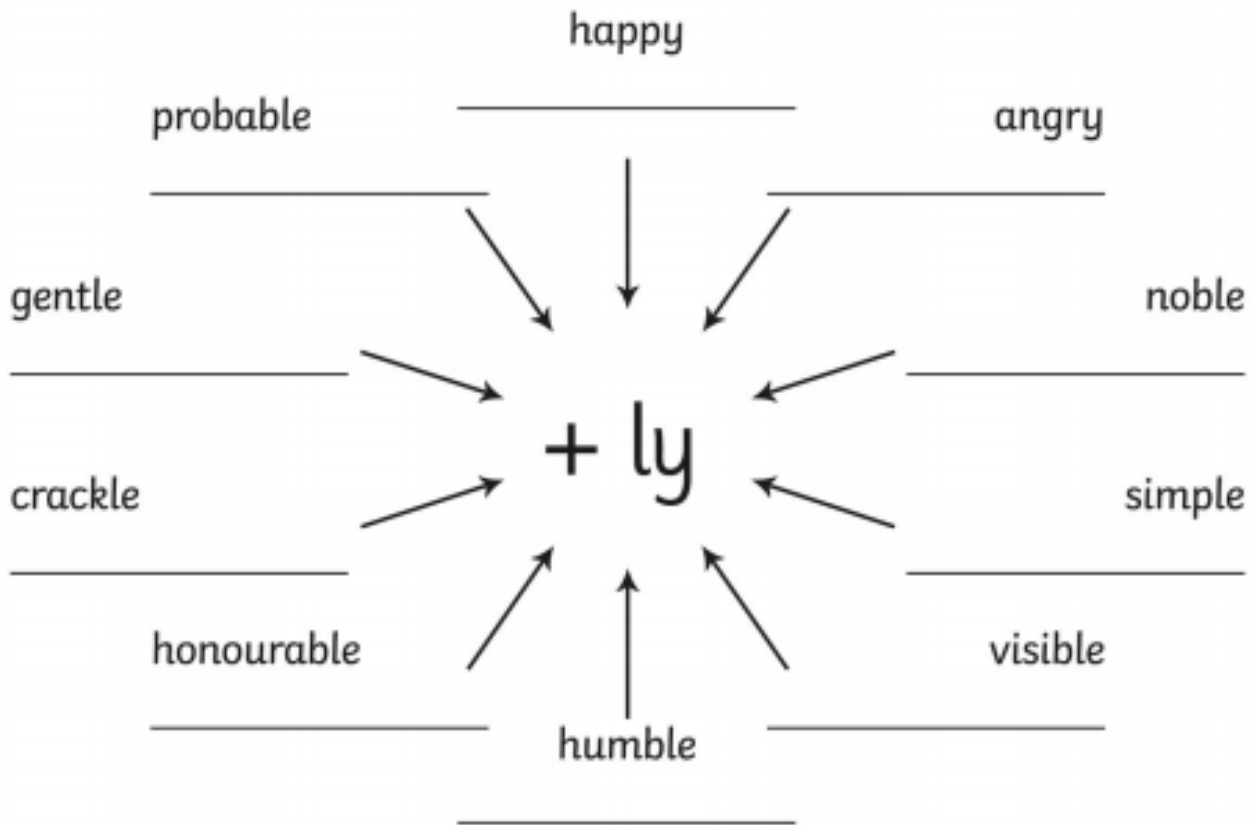 happy
probable
angry
gentle
noble
+ ly
crackle
simple
honourable
visible
humble